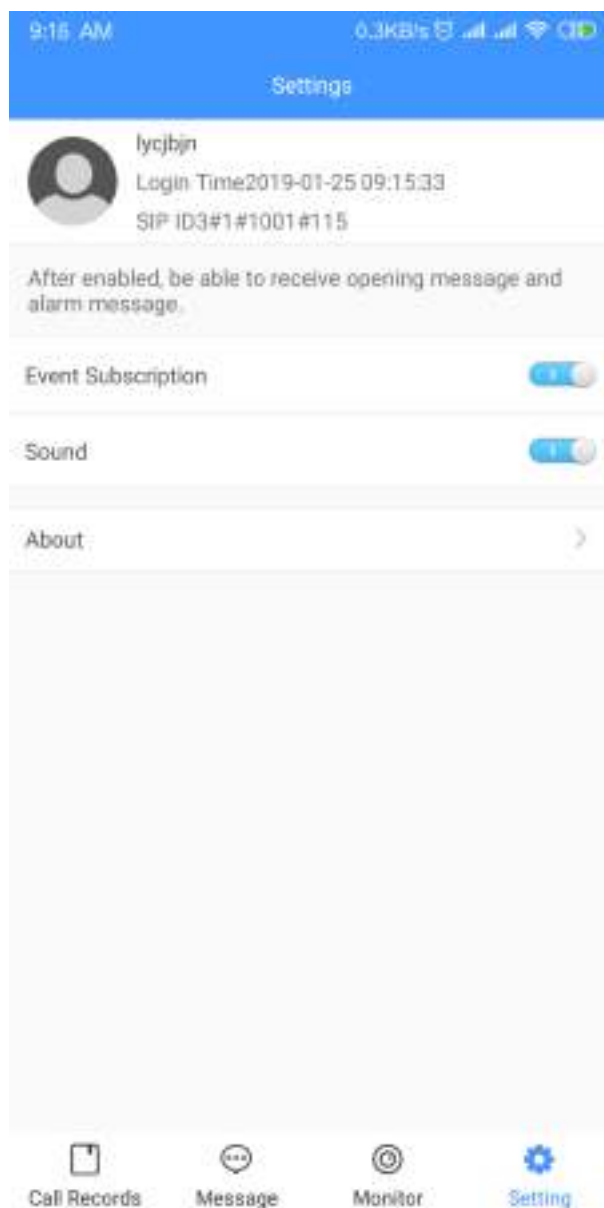 9:16 AM 0.3KB/s
Settings
lycjbjn
Login Time2019-01-25 09:15:33
SIP ID3#1#1001#115
After enabled, be able to receive opening message and
alarm message.
Event Subscription
Sound
About
Call Records Message Monitor Setting